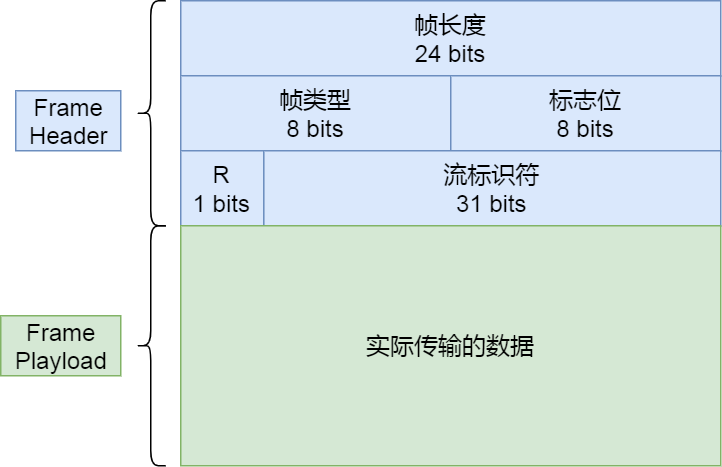 帧长度
24 bits
帧类型
8 bits
标志位
8 bits
Frame
Header
R
1 bits
流标识符
31 bits
Frame
Playload
实际传输的数据